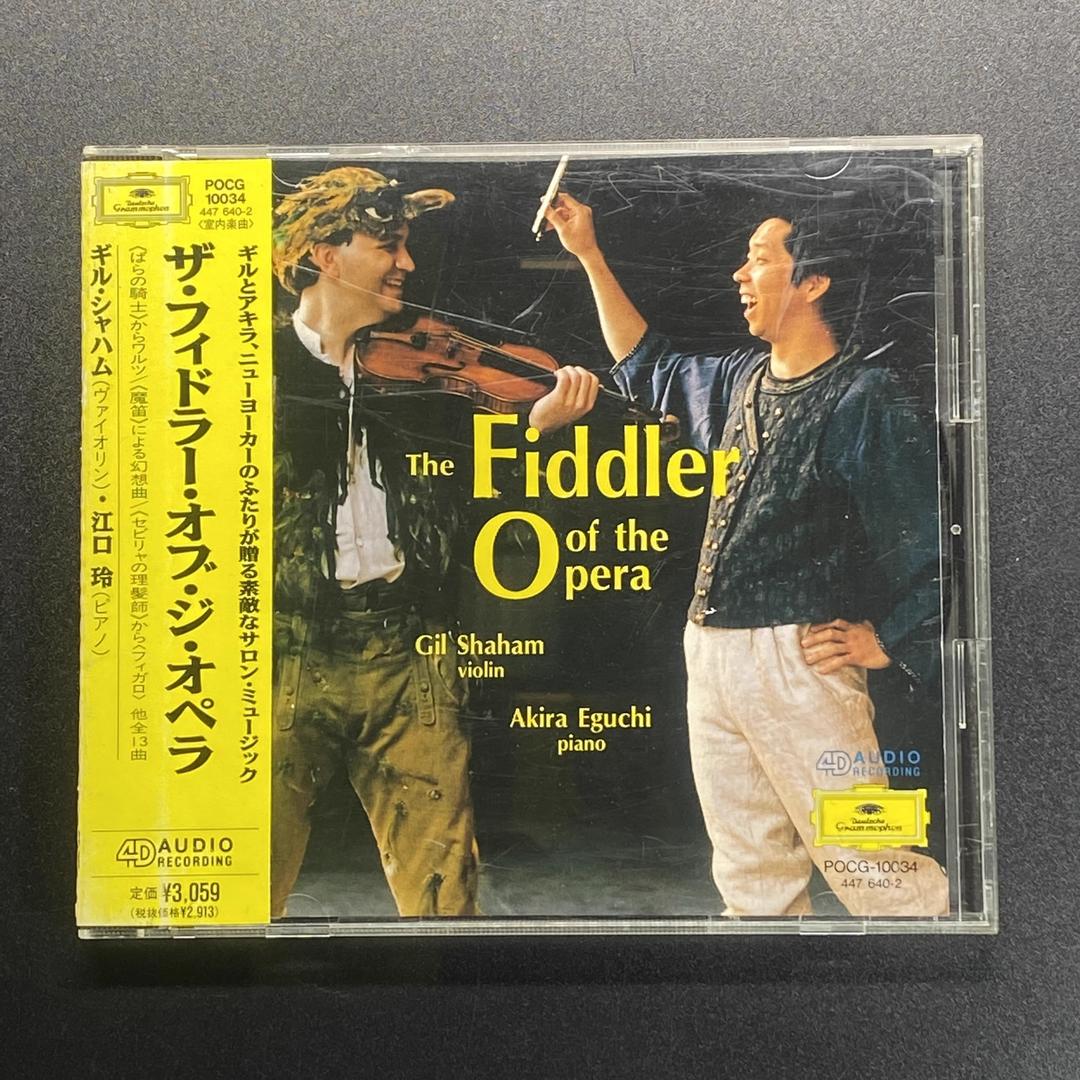 Deutsche
Grammophon
POCG
10034
447 640-2
〈室内楽曲〉
ギルとアキラ、ニューヨーカーのふたりが贈る素敵なサロン・ミュージック
ザ・フィドラー・オブ・ジ・オペラ
〈ばらの騎士〉からワルツ/〈魔笛〉による幻想曲/〈セビリャの理髪師〉から〈フィガロ〉 他全13曲
ギル・シャハム(ヴァイオリン)・江口 玲(ピアノ)
4D AUDIO
RECORDING
定価 ¥3,059
(税抜価格¥2,913)
The Fiddler
of the
Opera
Gil Shaham
violin
Akira Eguchi
piano
4D AUDIO
RECORDING
Deutsche
Grammophon
POCG-10034
447 640-2